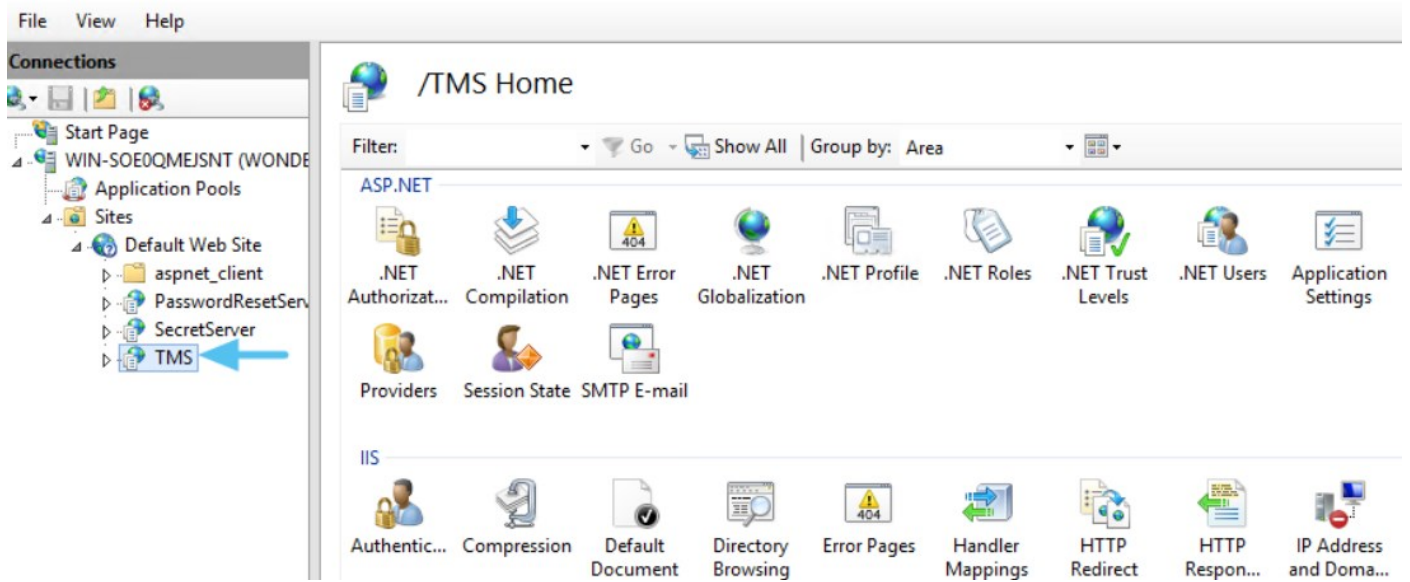 File View Help
Connections
Start Page
WIN-SOE0QMEJSNT (WONDE
Application Pools
Sites
Default Web Site
aspnet_client
PasswordResetServ
SecretServer
TMS
/TMS Home
Filter: Go Show All Group by: Area
ASP.NET
.NET Authorizat...
.NET Compilation
.NET Error Pages
404
.NET Globalization
.NET Profile
.NET Roles
.NET Trust Levels
.NET Users
Application Settings
Providers
Session State
SMTP E-mail
IIS
Authentic...
Compression
Default Document
Directory Browsing
404
Error Pages
Handler Mappings
HTTP Redirect
HTTP Respon...
IP Address and Doma...